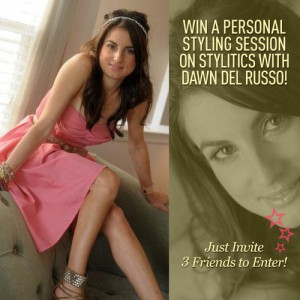 WIN A PERSONAL
STYLING SESSION
ON STYLITICS WITH
DAWN DEL RUSSO!
Just Invite
3 Friends to Enter!